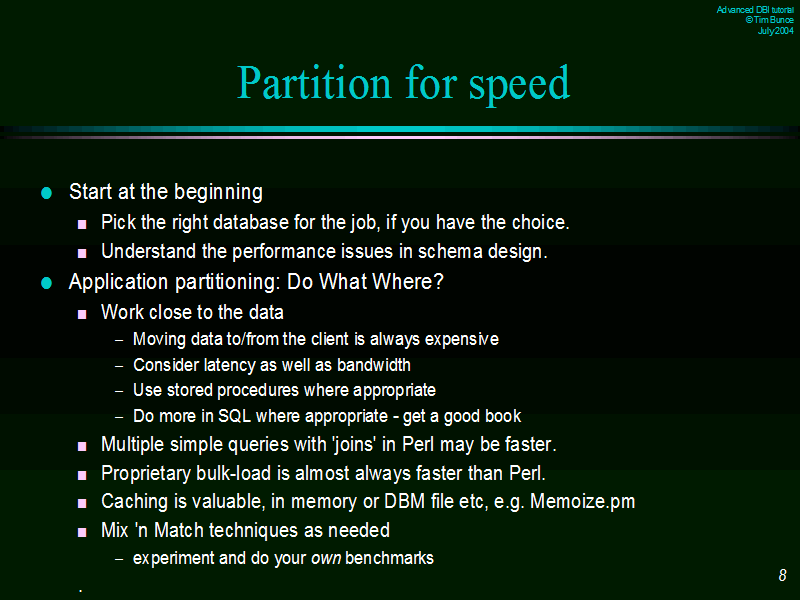 Advanced DBI tutorial
© Tim Bunce
July 2004
Partition for speed
Start at the beginning
Pick the right database for the job, if you have the choice.
Understand the performance issues in schema design.
Application partitioning: Do What Where?
Work close to the data
– Moving data to/from the client is always expensive
– Consider latency as well as bandwidth
– Use stored procedures where appropriate
– Do more in SQL where appropriate - get a good book
Multiple simple queries with 'joins' in Perl may be faster.
Proprietary bulk-load is almost always faster than Perl.
Caching is valuable, in memory or DBM file etc, e.g. Memoize.pm
Mix 'n Match techniques as needed
– experiment and do your own benchmarks
.
8